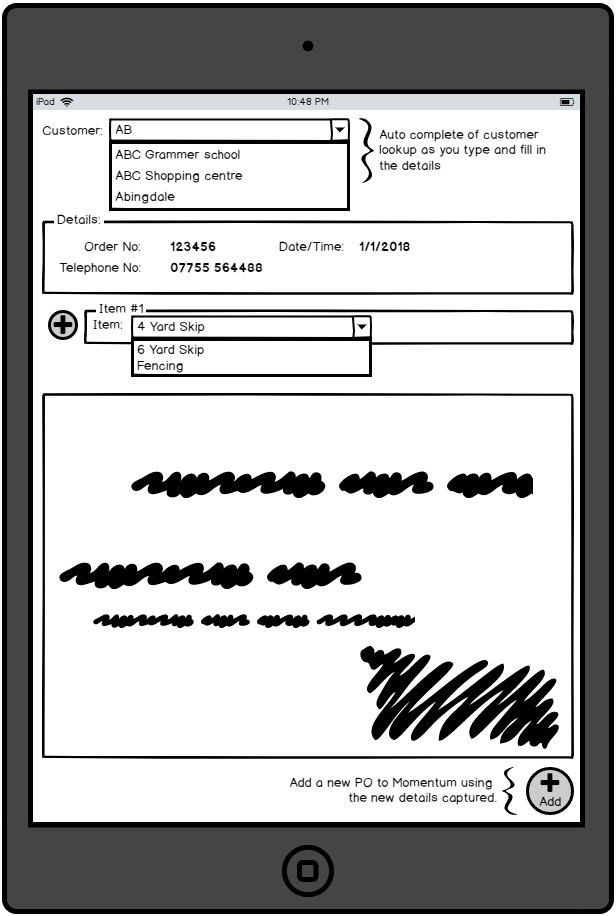 iPad 10:48 PM
Customer: AB
ABC Grammer school
ABC Shopping centre
Abingdale
Auto complete of customer
lookup as you type and fill in
the details
Details:
Order No: 123456 Date/Time: 1/1/2018
Telephone No: 07755 564488
Item #1
Item: 4 Yard Skip
6 Yard Skip
Fencing
Add a new PO to Momentum using
the new details captured.
Add